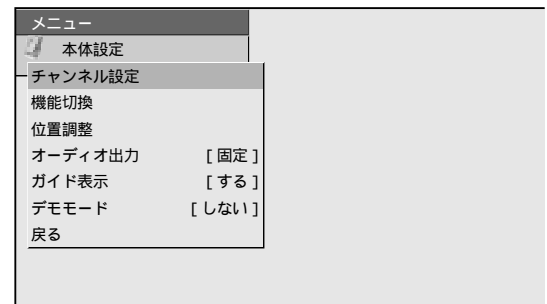 メニュー
本体設定
チャンネル設定
機能切換
位置調整
オーディオ出力 [ 固定 ]
ガイド表示 [ する ]
デモモード [ しない ]
戻る